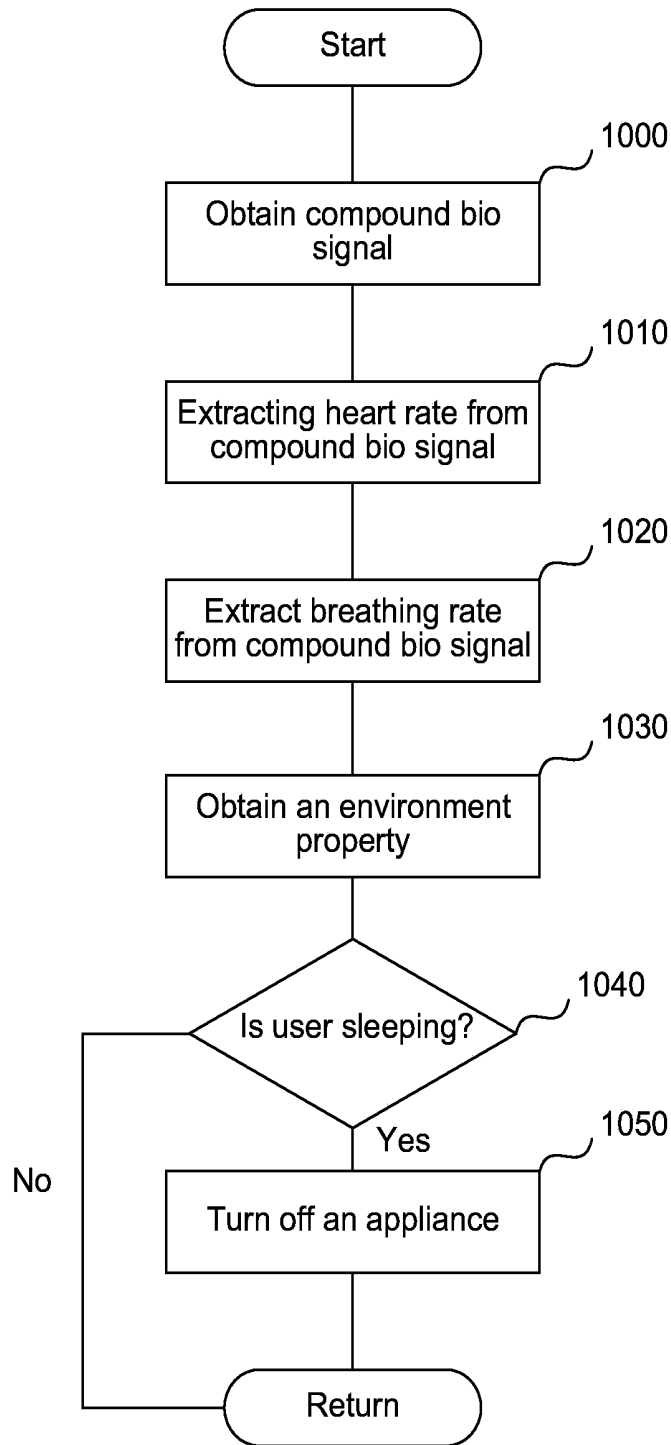 Start
1000
Obtain compound bio
signal
1010
Extracting heart rate from
compound bio signal
1020
Extract breathing rate
from compound bio signal
1030
Obtain an environment
property
1040
Is user sleeping?
Yes
1050
No
Turn off an appliance
Return